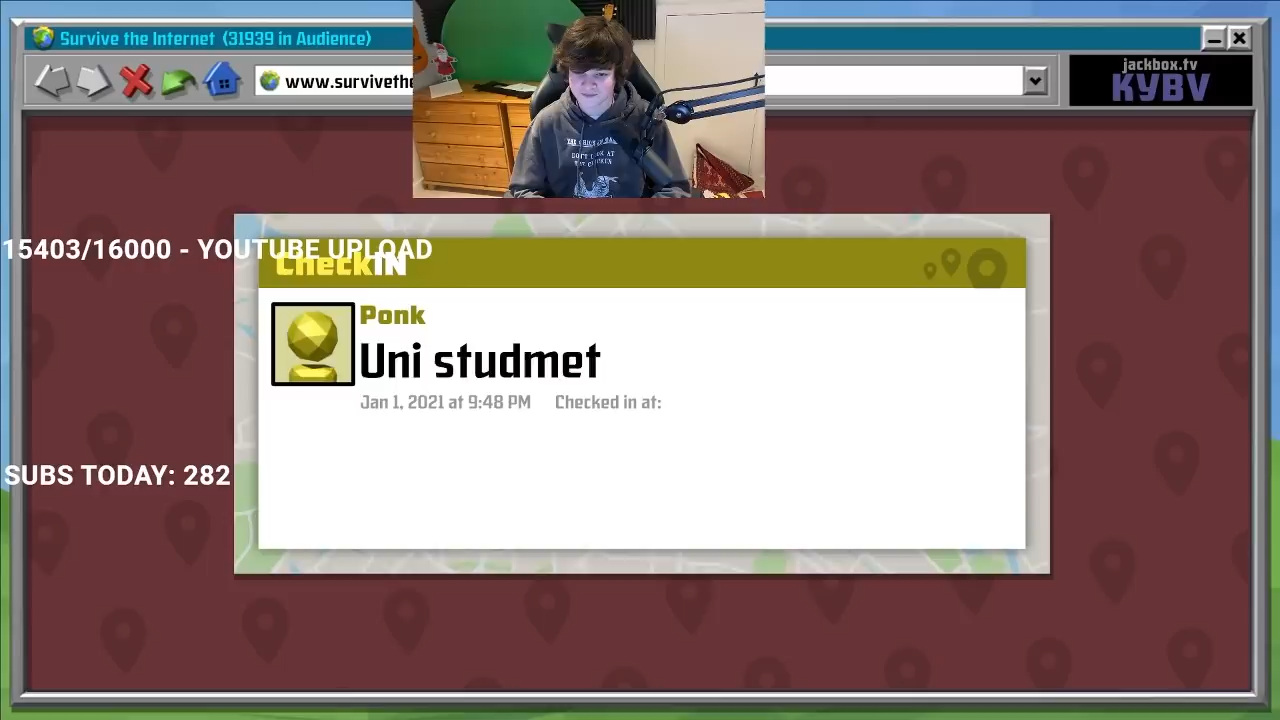 Survive the Internet (31939 in Audience)
www.survivethe
jackbox.tv
KYBV
15403/16000 - YOUTUBE UPLOAD
CheckIN
Ponk
Uni studmet
Jan 1, 2021 at 9:48 PM Checked in at:
SUBS TODAY: 282